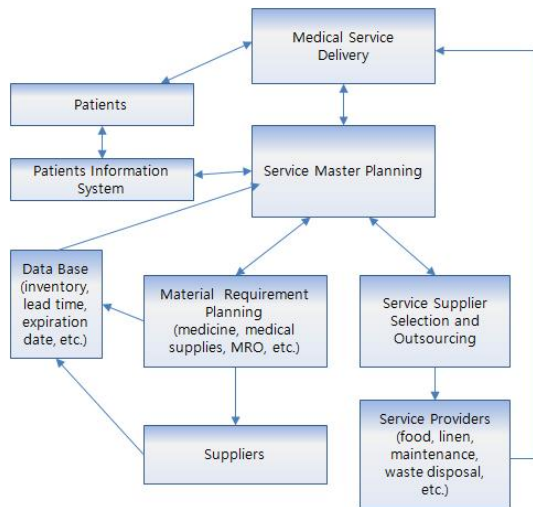 Medical Service
Delivery
Patients
Patients Information
System
Service Master Planning
Data Base
(inventory,
lead time,
expiration
date, etc.)
Material Requirement
Planning
(medicine, medical
supplies, MRO, etc.)
Service Supplier
Selection and
Outsourcing
Suppliers
Service Providers
(food, linen,
maintenance,
waste disposal,
etc.)